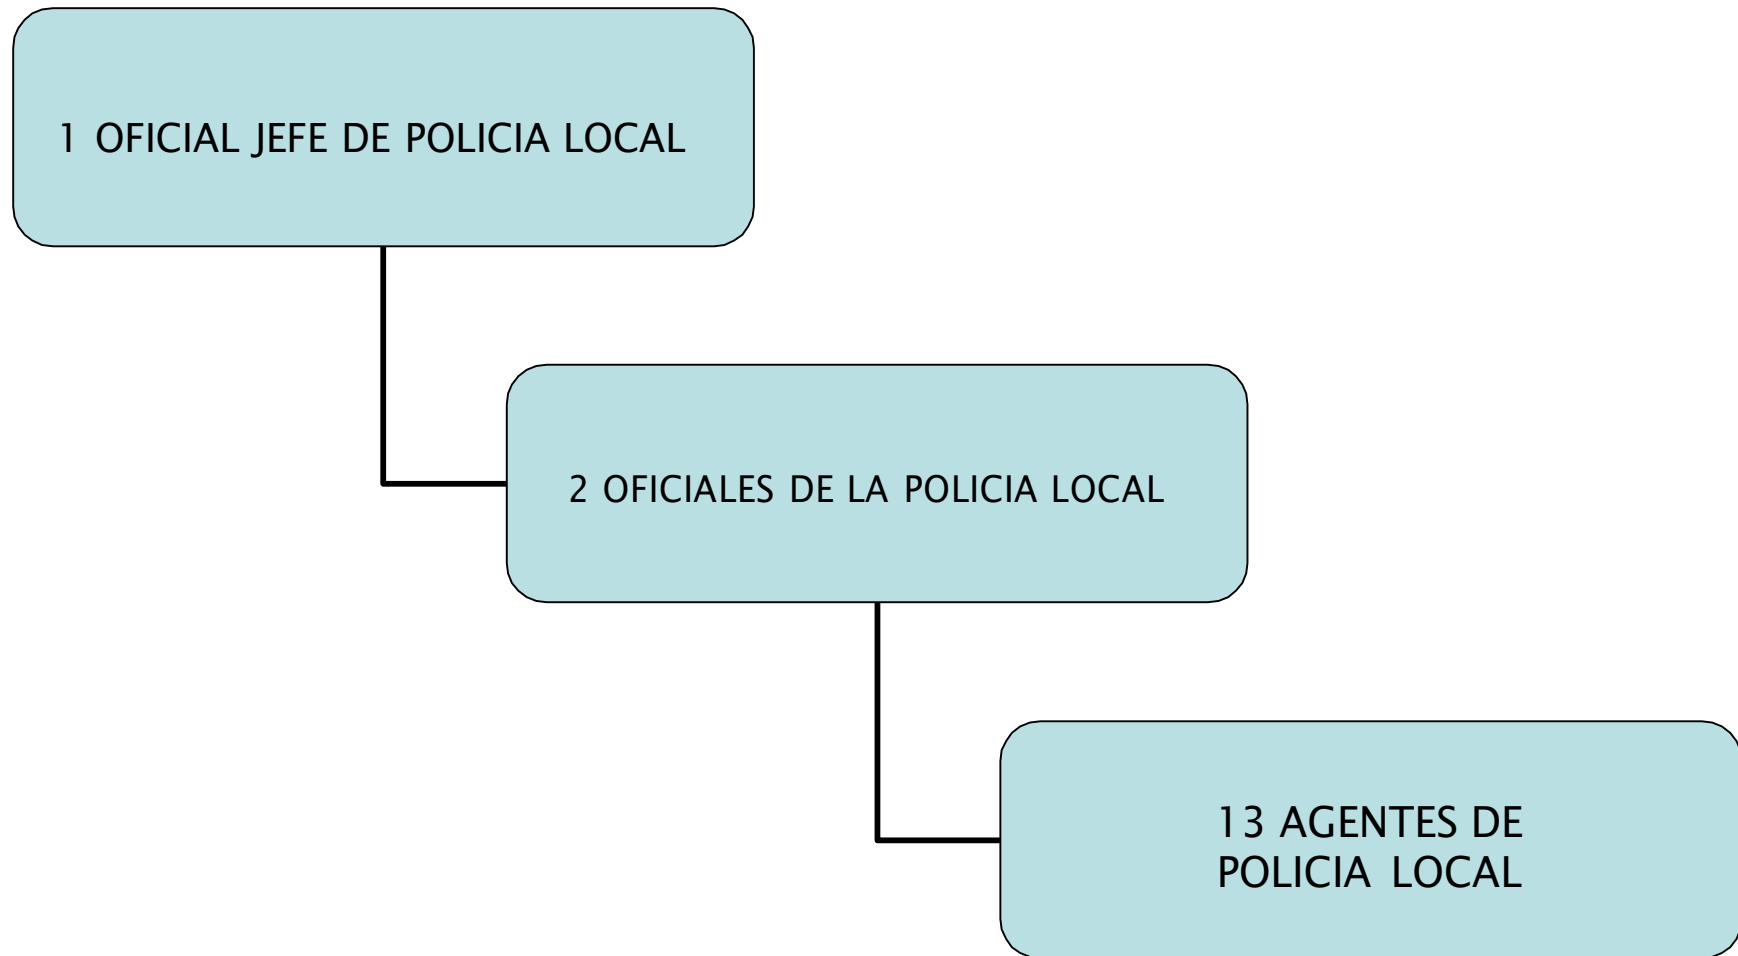 1 OFICIAL JEFE DE POLICIA LOCAL
2 OFICIALES DE LA POLICIA LOCAL
13 AGENTES DE
POLICIA LOCAL